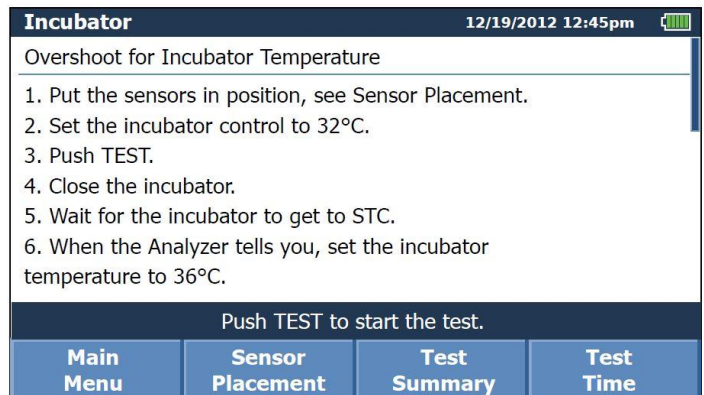 Incubator 12/19/2012 12:45pm
Overshoot for Incubator Temperature
1. Put the sensors in position, see Sensor Placement.
2. Set the incubator control to 32°C.
3. Push TEST.
4. Close the incubator.
5. Wait for the incubator to get to STC.
6. When the Analyzer tells you, set the incubator
temperature to 36°C.
Push TEST to start the test.
Main Sensor Test Test
Menu Placement Summary Time